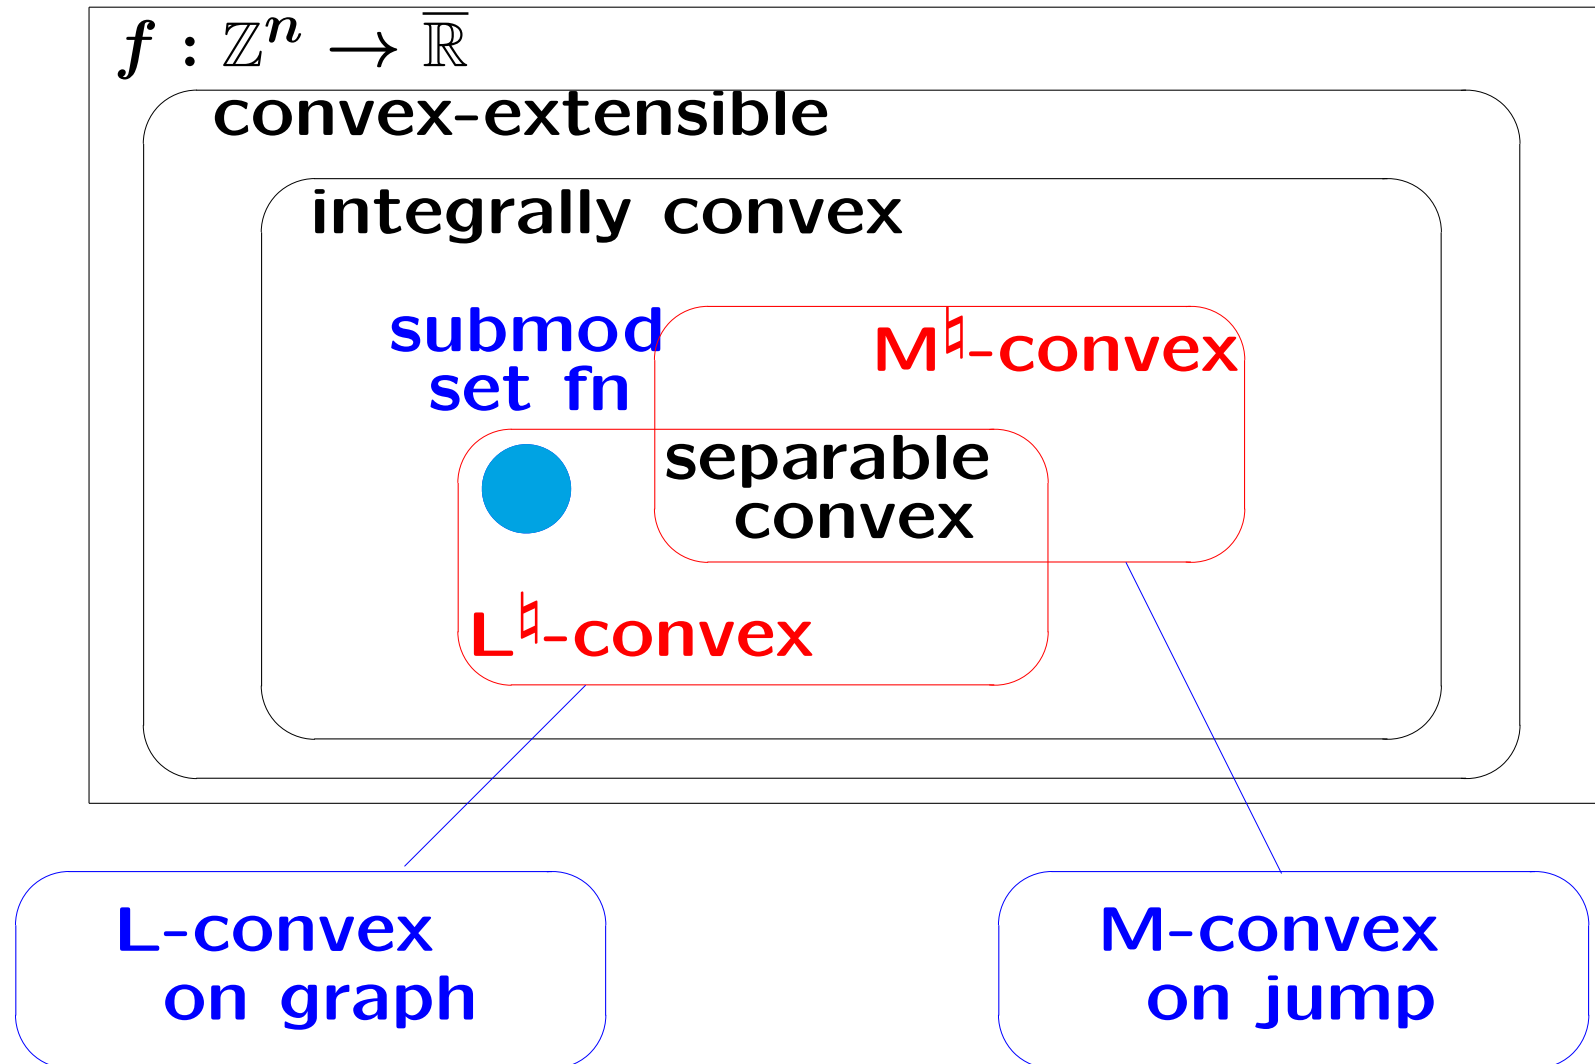 f : ℤⁿ → ℝ̅
convex-extensible
integrally convex
submod
set fn
M♮-convex
separable
convex
L♮-convex
L-convex
on graph
M-convex
on jump